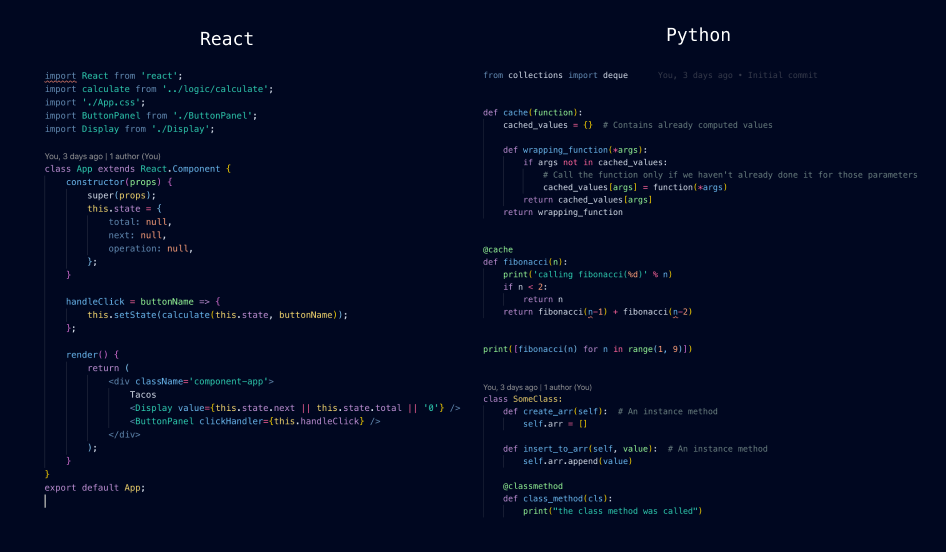 React
import React from 'react';
import calculate from '../logic/calculate';
import './App.css';
import ButtonPanel from './ButtonPanel';
import Display from './Display';
You, 3 days ago | 1 author (You)
class App extends React.Component {
constructor(props) {
super(props);
this.state = {
total: null,
next: null,
operation: null,
};
}
handleClick = buttonName => {
this.setState(calculate(this.state, buttonName));
};
render() {
return (
<div className='component-app'>
Tacos
<Display value={this.state.next || this.state.total || '0'} />
<ButtonPanel clickHandler={this.handleClick} />
</div>
);
}
}
export default App;
Python
from collections import deque You, 3 days ago • Initial commit
def cache(function):
cached_values = {} # Contains already computed values
def wrapping_function(*args):
if args not in cached_values:
# Call the function only if we haven't already done it for those parameters
cached_values[args] = function(*args)
return cached_values[args]
return wrapping_function
@cache
def fibonacci(n):
print('calling fibonacci(%d)' % n)
if n < 2:
return n
return fibonacci(n-1) + fibonacci(n-2)
print([fibonacci(n) for n in range(1, 9)])
You, 3 days ago | 1 author (You)
class SomeClass:
def create_arr(self): # An instance method
self.arr = []
def insert_to_arr(self, value): # An instance method
self.arr.append(value)
@classmethod
def class_method(cls):
print("the class method was called")